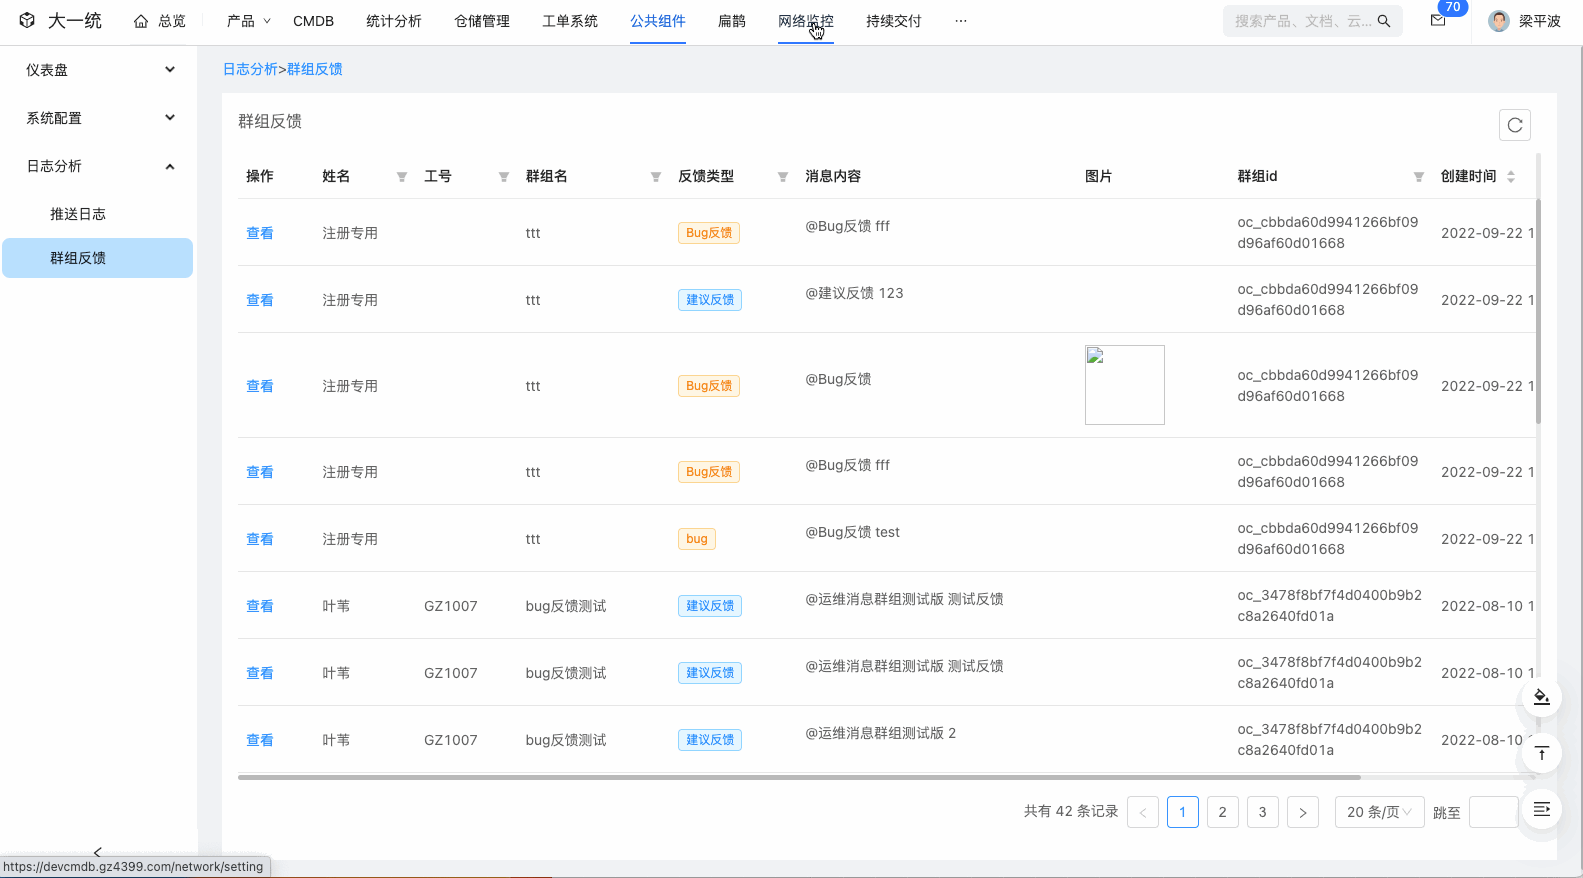 大一统 总览 产品 CMDB 统计分析 仓储管理 工单系统 公共组件 扁鹊 网络监控 持续交付 ... 搜索产品、文档、云... 70 梁平波
仪表盘
系统配置
日志分析
推送日志
群组反馈
日志分析>群组反馈
群组反馈
操作 姓名 工号 群组名 反馈类型 消息内容 图片 群组id 创建时间
查看 注册专用 ttt Bug反馈 @Bug反馈 fff oc_cbbda60d9941266bf09 2022-09-22 1
d96af60d01668
查看 注册专用 ttt 建议反馈 @建议反馈 123 oc_cbbda60d9941266bf09 2022-09-22 1
d96af60d01668
查看 注册专用 ttt Bug反馈 @Bug反馈 oc_cbbda60d9941266bf09 2022-09-22 1
d96af60d01668
查看 注册专用 ttt Bug反馈 @Bug反馈 fff oc_cbbda60d9941266bf09 2022-09-22 1
d96af60d01668
查看 注册专用 ttt bug @Bug反馈 test oc_cbbda60d9941266bf09 2022-09-22 1
d96af60d01668
查看 叶苇 GZ1007 bug反馈测试 建议反馈 @运维消息群组测试版 测试反馈 oc_3478f8bf7f4d0400b9b2 2022-08-10 1
c8a2640fd01a
查看 叶苇 GZ1007 bug反馈测试 建议反馈 @运维消息群组测试版 测试反馈 oc_3478f8bf7f4d0400b9b2 2022-08-10 1
c8a2640fd01a
查看 叶苇 GZ1007 bug反馈测试 建议反馈 @运维消息群组测试版 2 oc_3478f8bf7f4d0400b9b2 2022-08-10
c8a2640fd01a
共有 42 条记录 < 1 2 3 > 20 条/页 跳至
https://devcmdb.gz4399.com/network/setting